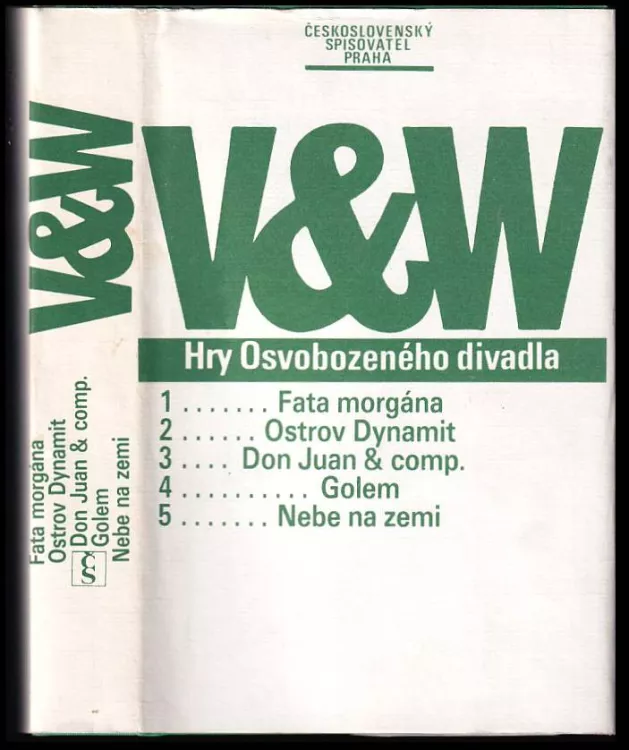 ČESKOSLOVENSKÝ
SPISOVATEL
PRAHA
V&W
Hry Osvobozeného divadla
1 ....... Fata morgána
2 ...... Ostrov Dynamit
3 .... Don Juan & comp.
4 .......... Golem
5 ....... Nebe na zemi
V&W
Fata morgána
Ostrov Dynamit
Don Juan & comp.
Golem
Nebe na zemi